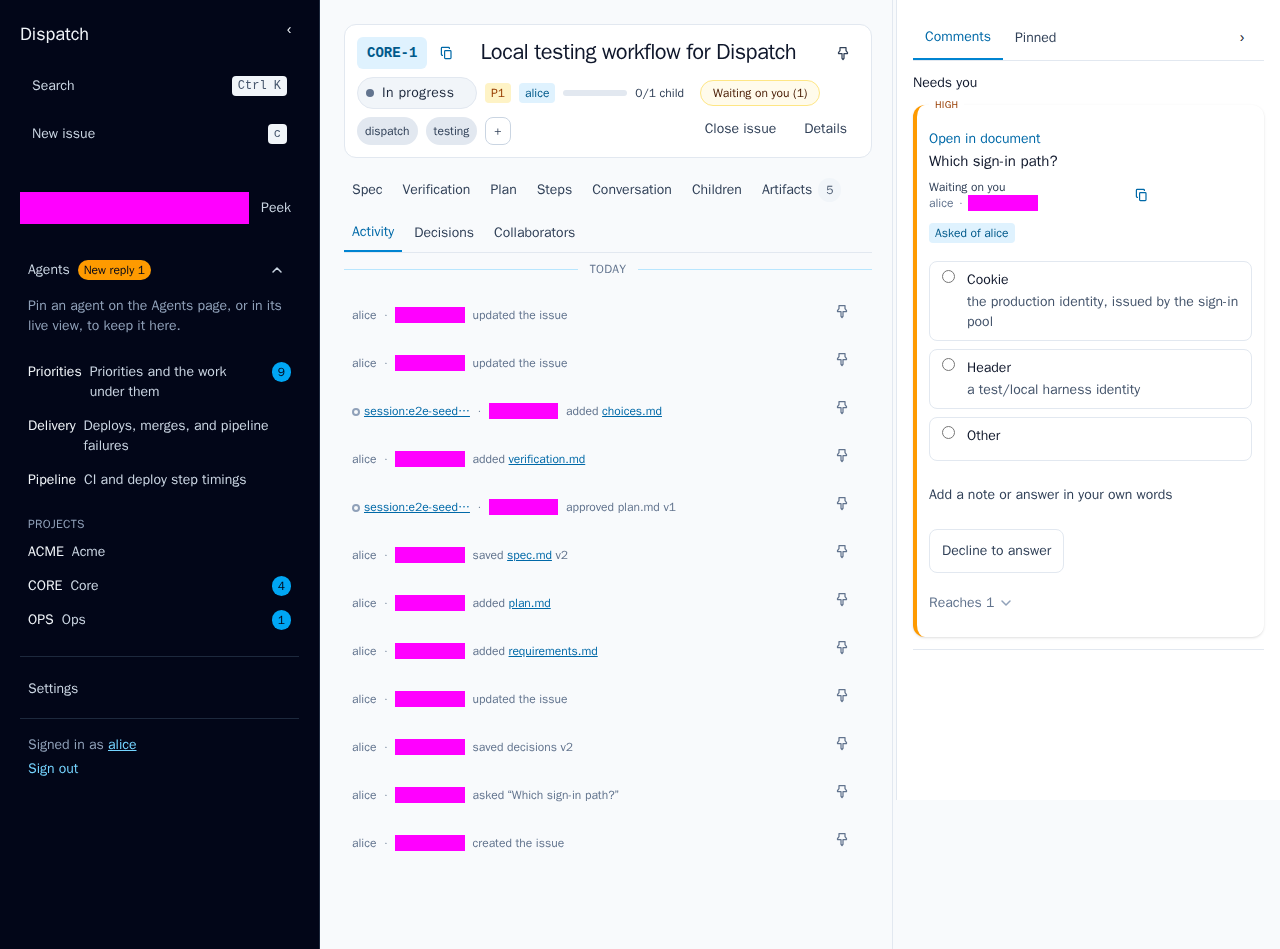 Dispatch
Search
Ctrl K
New issue
C
Peek
Agents
New reply 1
Pin an agent on the Agents page, or in its
live view, to keep it here.
Priorities
Priorities and the work
under them
9
Delivery
Deploys, merges, and pipeline
failures
Pipeline
CI and deploy step timings
PROJECTS
ACME Acme
CORE Core
4
OPS Ops
1
Settings
Signed in as alice
Sign out
CORE-1
Local testing workflow for Dispatch
In progress
P1
alice
0/1 child
Waiting on you (1)
dispatch
testing
+
Close issue
Details
Spec
Verification
Plan
Steps
Conversation
Children
Artifacts
5
Activity
Decisions
Collaborators
TODAY
alice · updated the issue
alice · updated the issue
session:e2e-seed··· · added choices.md
alice · added verification.md
session:e2e-seed··· · approved plan.md v1
alice · saved spec.md v2
alice · added plan.md
alice · added requirements.md
alice · updated the issue
alice · saved decisions v2
alice · asked “Which sign-in path?”
alice · created the issue
Comments
Pinned
Needs you
HIGH
Open in document
Which sign-in path?
Waiting on you
alice ·
Asked of alice
Cookie
the production identity, issued by the sign-in
pool
Header
a test/local harness identity
Other
Add a note or answer in your own words
Decline to answer
Reaches 1